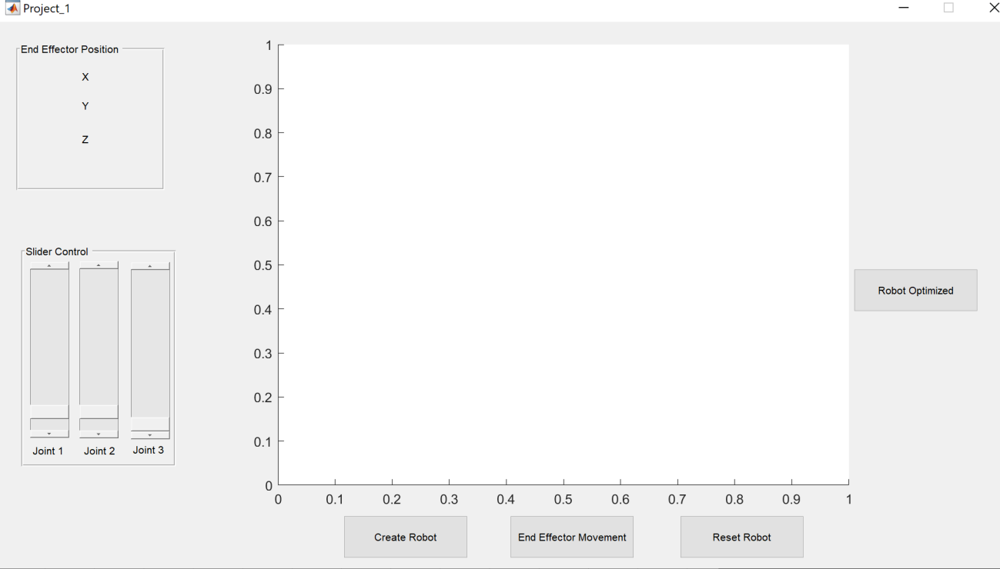 Project_1
End Effector Position
X
Y
Z
Slider Control
Joint 1
Joint 2
Joint 3
1
0.9
0.8
0.7
0.6
0.5
0.4
0.3
0.2
0.1
0
0 0.1 0.2 0.3 0.4 0.5 0.6 0.7 0.8 0.9 1
Robot Optimized
Create Robot
End Effector Movement
Reset Robot